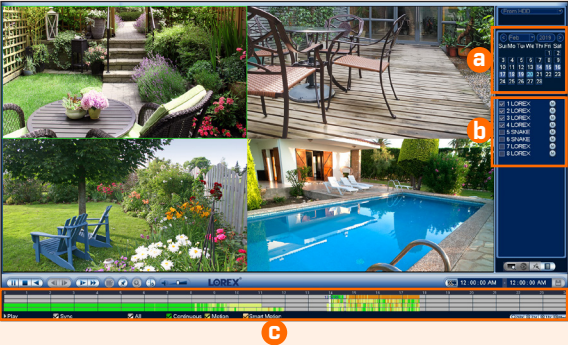 (From HDD)
a
Feb 2019
Su Mo Tu We Th Fri Sat
1 2
3 4 5 6 7 8 9
10 11 12 13 14 15 16
17 18 19 20 21 22 23
24 25 26 27 28
b
1 LOREX
2 LOREX
3 LOREX
4 LOREX
5 SNAKE
6 SNAKE
7 LOREX
8 LOREX
LOREX
12 : 00 : 00 AM
12 : 00 : 00 AM
Play Sync All Continuous Motion Smart Motion
c